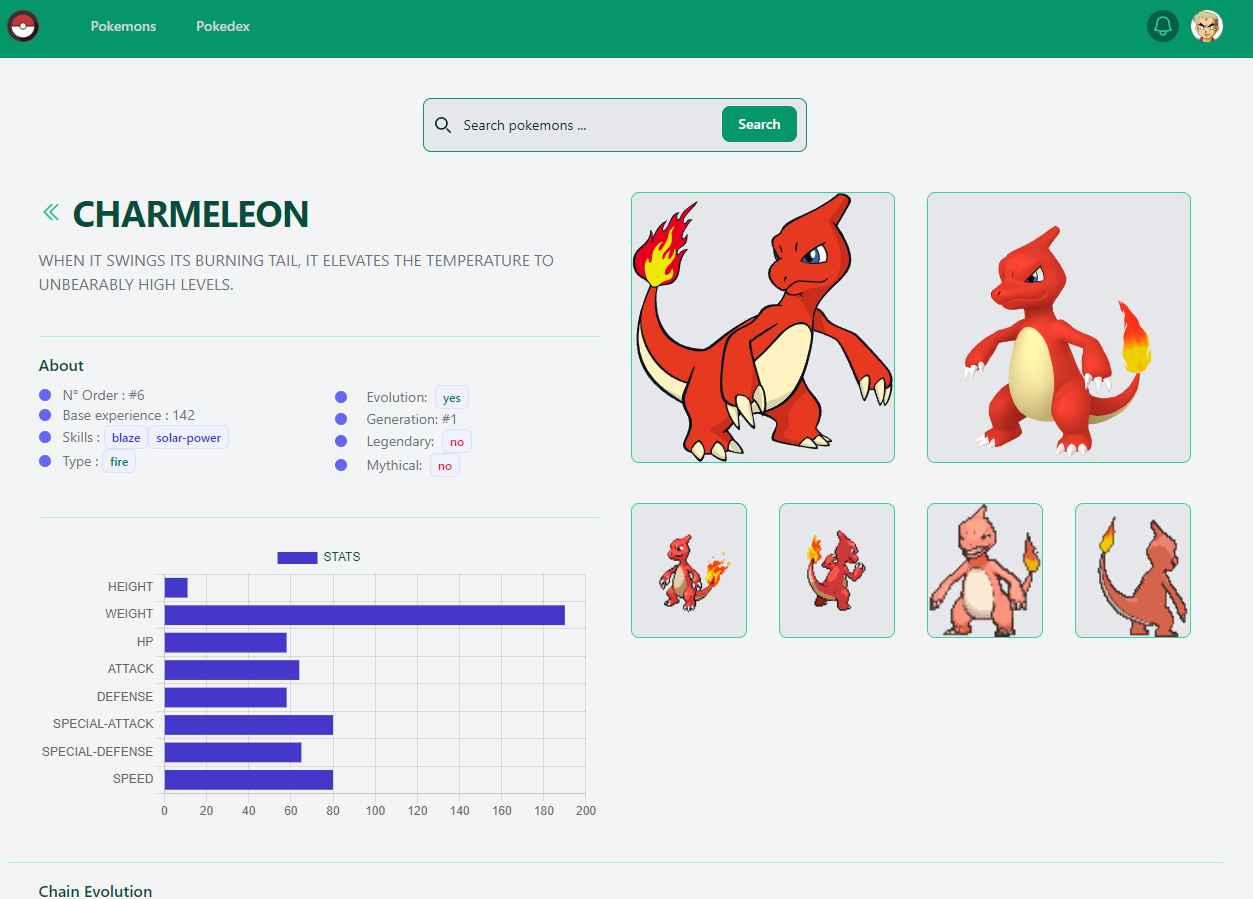 Pokemons
Pokedex
Search pokemons ...
Search
CHARMELEON
WHEN IT SWINGS ITS BURNING TAIL, IT ELEVATES THE TEMPERATURE TO
UNBEARABLY HIGH LEVELS.
About
N° Order : #6
Base experience : 142
Skills : blaze solar-power
Type : fire
Evolution: yes
Generation: #1
Legendary: no
Mythical: no
STATS
HEIGHT
WEIGHT
HP
ATTACK
DEFENSE
SPECIAL-ATTACK
SPECIAL-DEFENSE
SPEED
0 20 40 60 80 100 120 140 160 180 200
Chain Evolution